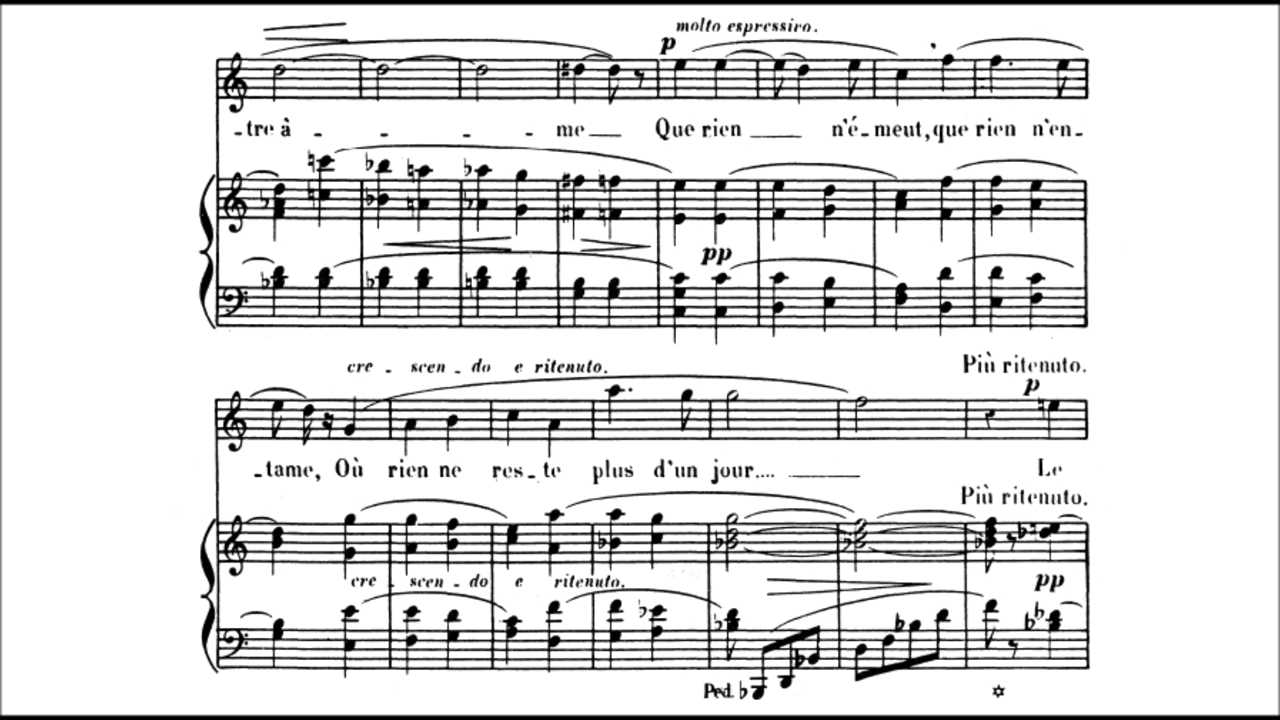 molto espressivo.
p
-tre â - - - - me Que rien n'é-meut, que rien n'en-
pp
cre - scen - do e ritenuto. Più ritenuto.
p
-tame, Où rien ne res-te plus d'un jour.... Le
Più ritenuto.
cre - scen - do e ritenuto.
pp
Ped.